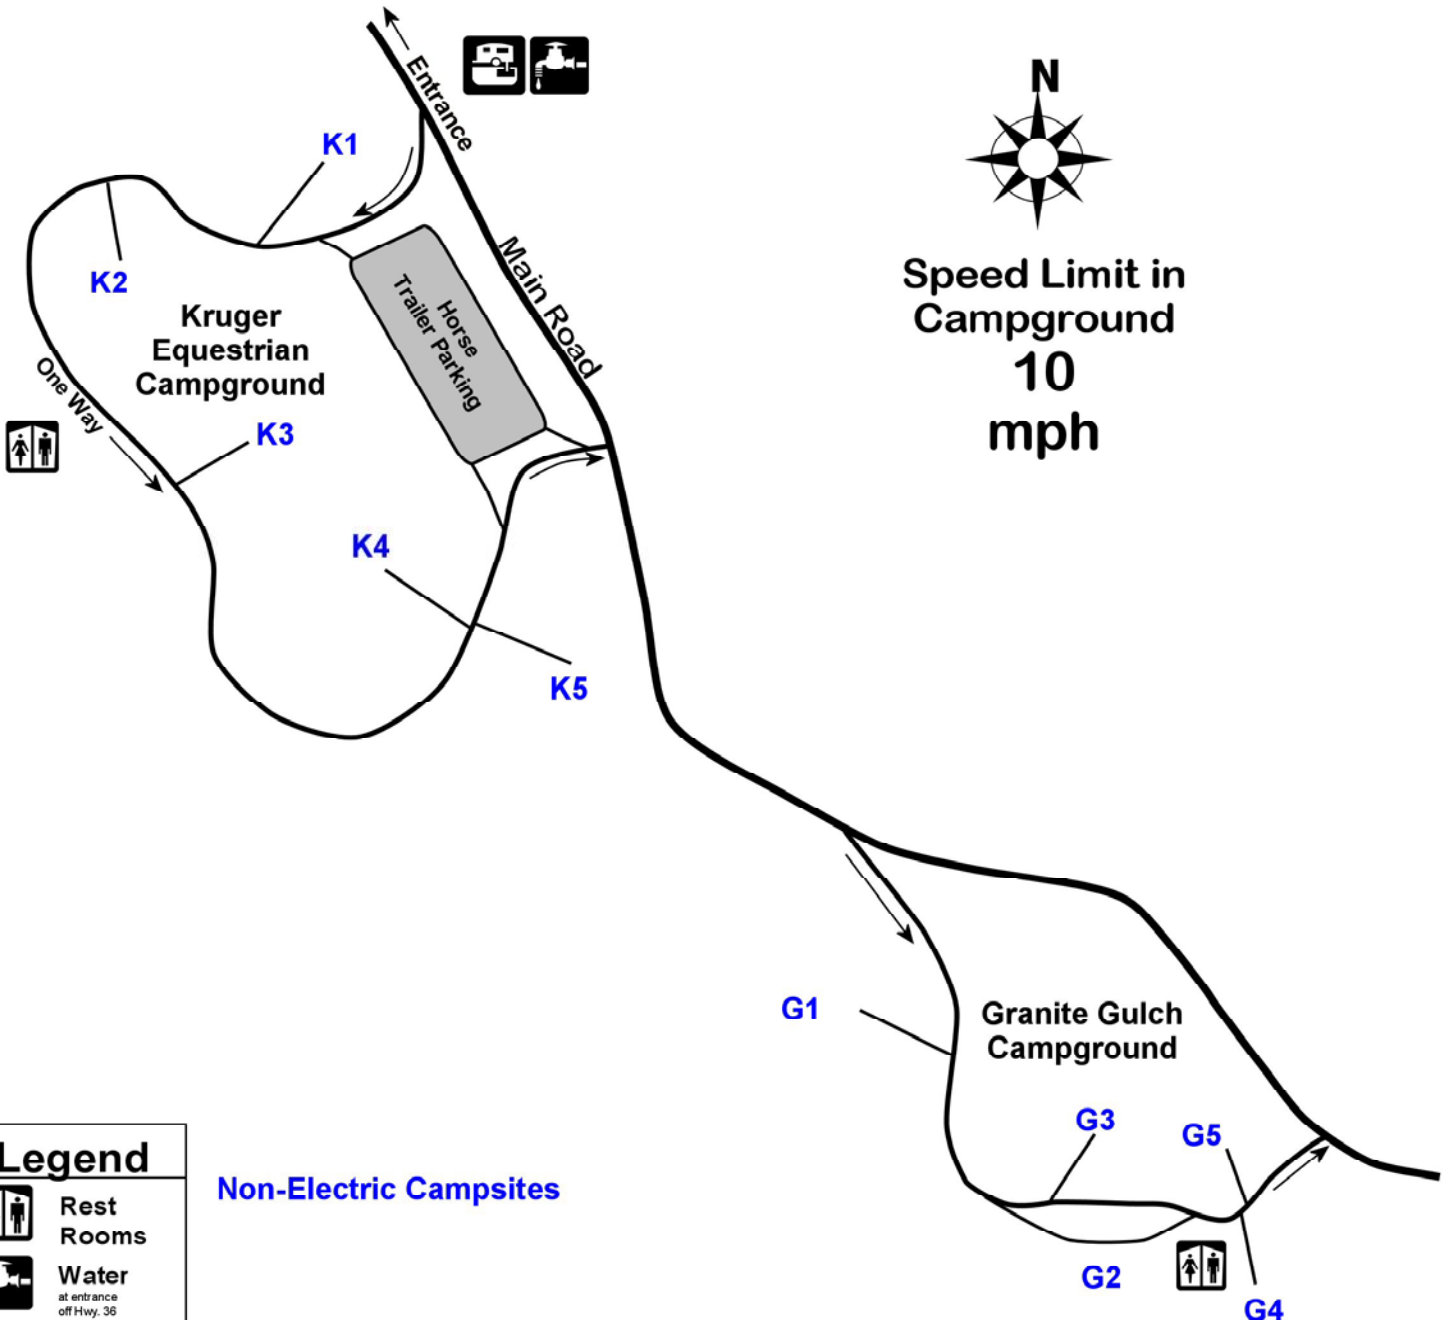 Entrance
N
K1
Main Road
Speed Limit in
Campground
10
mph
K2
Kruger
Equestrian
Campground
Horse
Trailer Parking
One Way
K3
K4
K5
G1
Granite Gulch
Campground
G3
G5
G2
G4
Legend
Rest
Rooms
Water
at entrance
off Hwy. 36
Non-Electric Campsites